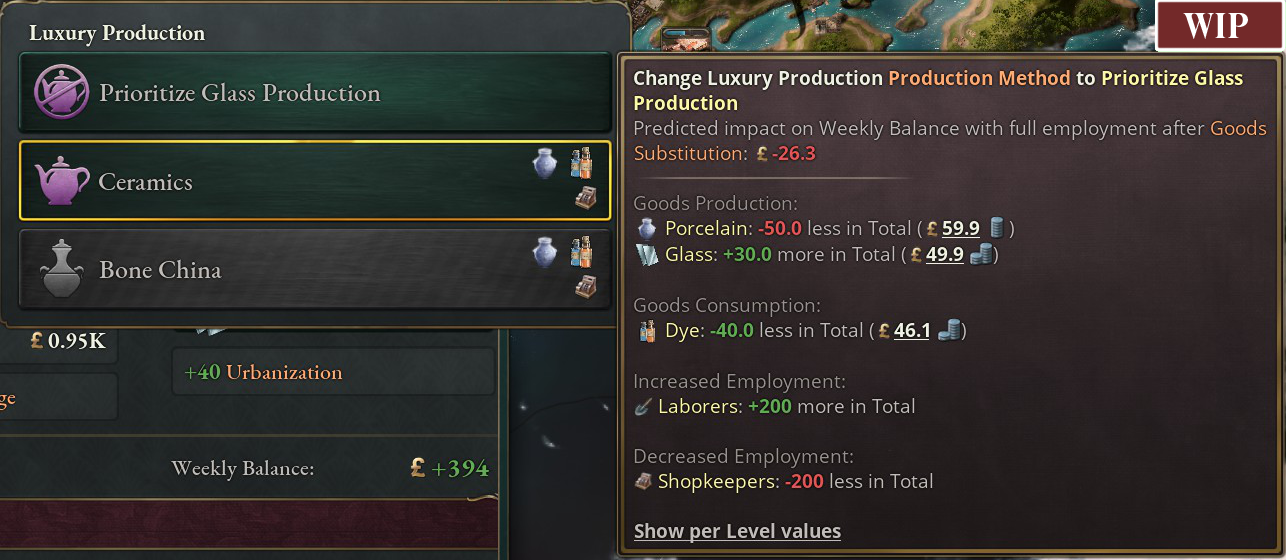 Luxury Production
WIP
Prioritize Glass Production
Ceramics
Bone China
£ 0.95K
ge
+40 Urbanization
Weekly Balance: £ +394
Change Luxury Production Production Method to Prioritize Glass
Production
Predicted impact on Weekly Balance with full employment after Goods
Substitution: £ -26.3
Goods Production:
Porcelain: -50.0 less in Total ( £ 59.9 )
Glass: +30.0 more in Total ( £ 49.9 )
Goods Consumption:
Dye: -40.0 less in Total ( £ 46.1 )
Increased Employment:
Laborers: +200 more in Total
Decreased Employment:
Shopkeepers: -200 less in Total
Show per Level values